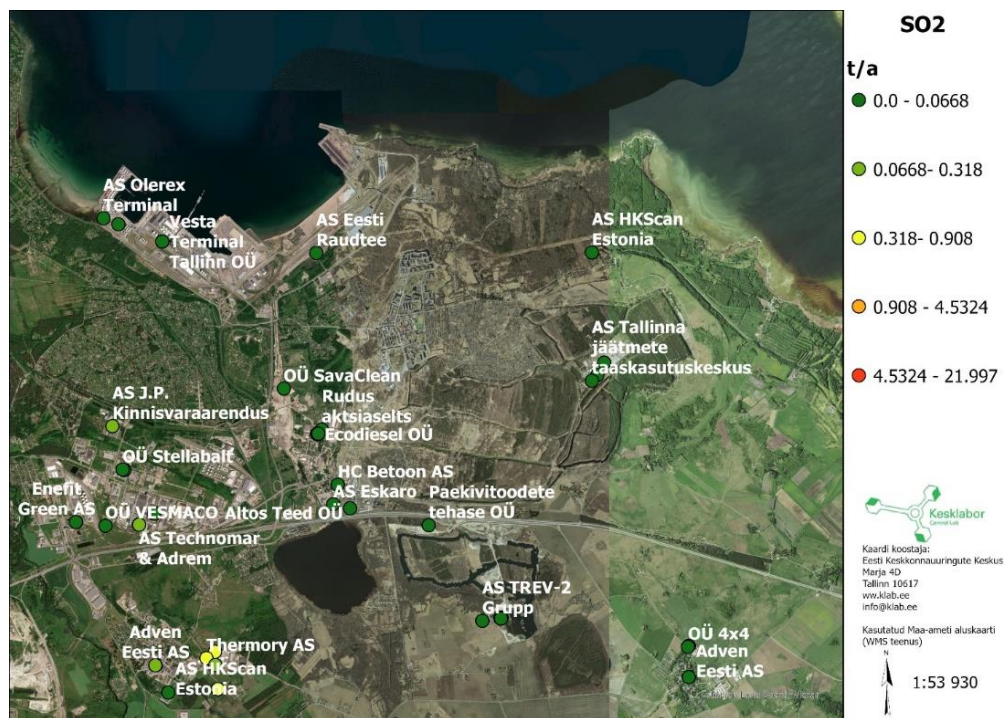 SO2
t/a
0.0 - 0.0668
0.0668- 0.318
0.318- 0.908
0.908 - 4.5324
4.5324 - 21.997
AS Olerex
Terminal
Vesta
Terminal
Tallinn OÜ
AS Eesti
Raudtee
AS HKScan
Estonia
AS Tallinna
jäätmete
taaskasutuskeskus
OÜ SavaClean
Rudus
aktsiaselts
Ecodiesel OÜ
AS J.P.
Kinnisvaraarendus
OÜ Stellabalt
HC Betoon AS
AS Eskaro
Paekivitoodete
tehase OÜ
Enefit
Green AS
OÜ VESMACO
Altos Teed OÜ
AS Technomar
& Adrem
AS TREV-2
Grupp
Adven
Eesti AS
Thermory AS
AS HKScan
Estonia
OÜ 4x4
Adven
Eesti AS
Kesklabor
Central Lab
Kaardi koostaja:
Eesti Keskkonnauuringute Keskus
Marja 4D
Tallinn 10617
ww.klab.ee
info@klab.ee
Kasutatud Maa-ameti aluskaarti
(WMS teenus)
N
1:53 930